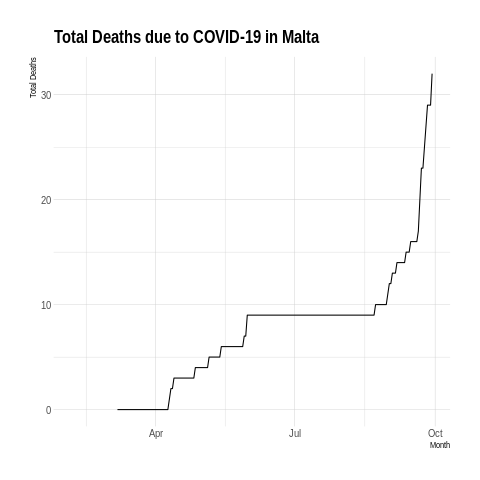 Total Deaths due to COVID-19 in Malta
Total Deaths
30
20
10
0
Apr
Jul
Oct
Month